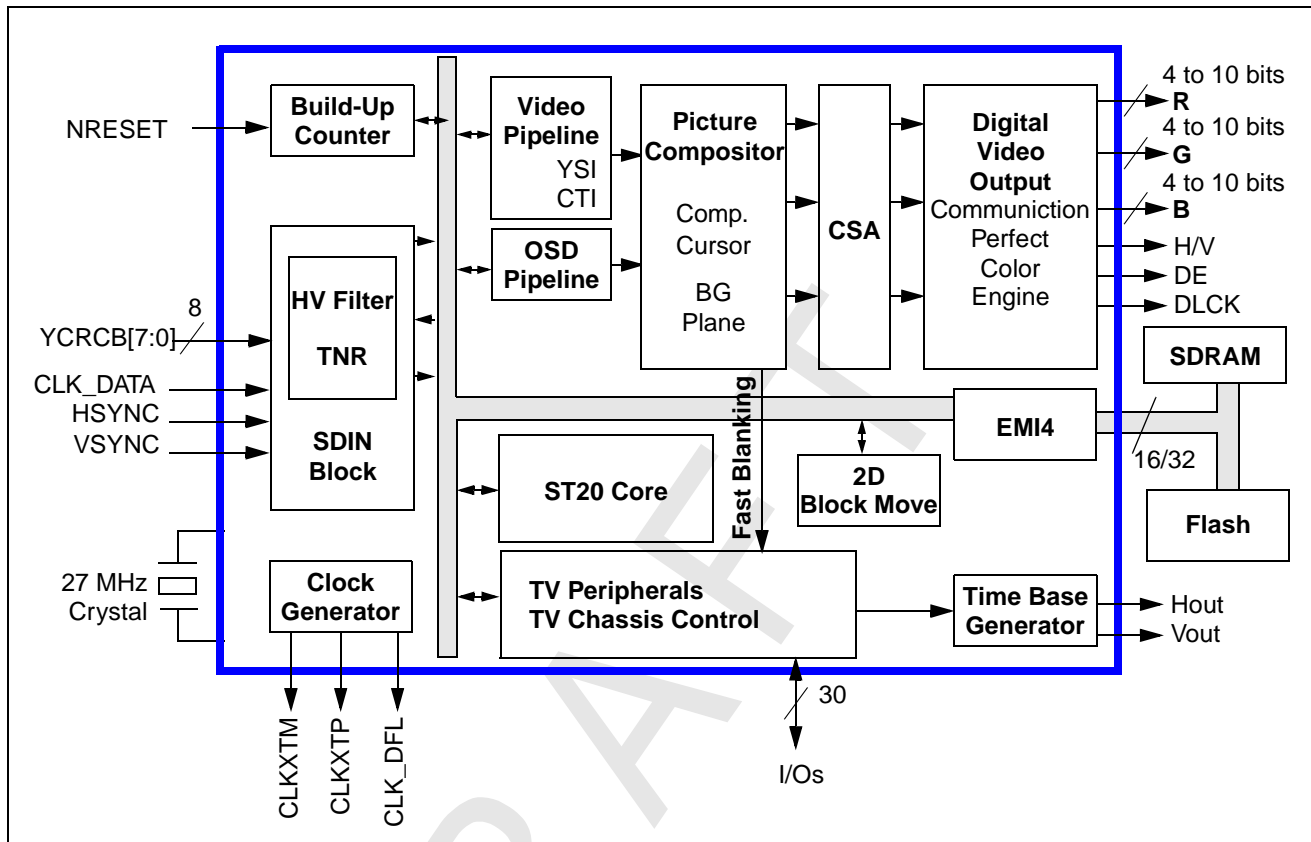 NRESET
Build-Up
Counter
Video
Pipeline
YSI
CTI
OSD
Pipeline
Picture
Compositor
Comp.
Cursor
BG
Plane
CSA
Digital
Video
Output
Communiction
Perfect
Color
Engine
4 to 10 bits
R
4 to 10 bits
G
4 to 10 bits
B
H/V
DE
DLCK
HV Filter
TNR
SDIN
Block
8
YCRCB[7:0]
CLK_DATA
HSYNC
VSYNC
SDRAM
EMI4
16/32
Flash
Fast Blanking
2D
Block Move
ST20 Core
27 MHz
Crystal
Clock
Generator
TV Peripherals
TV Chassis Control
Time Base
Generator
Hout
Vout
CLKXTM
CLKXTP
CLK_DFL
30
I/Os
RAFT